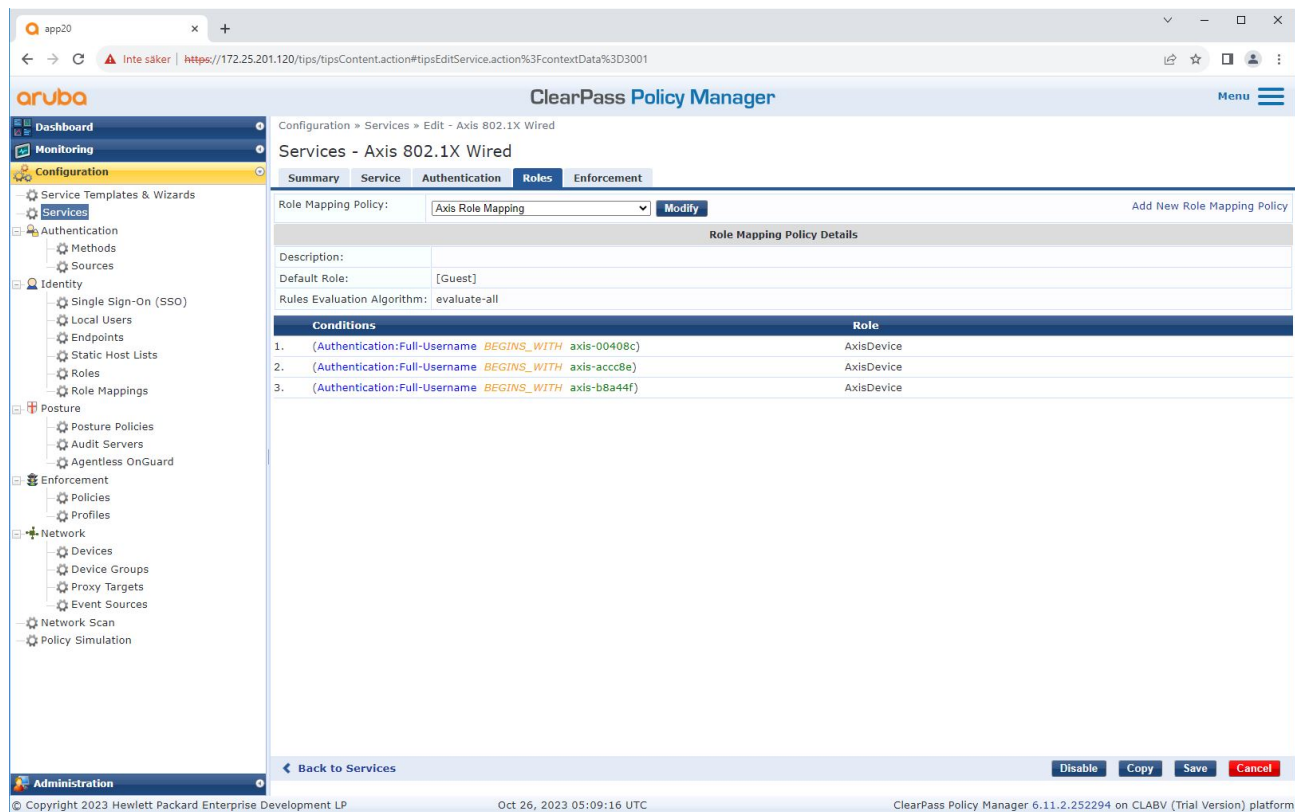 app20
Inte säker | https://172.25.201.120/tips/tipsContent.action#tipsEditService.action%3FcontextData%3D3001
aruba
ClearPass Policy Manager
Menu
Dashboard
Monitoring
Configuration
Service Templates & Wizards
Services
Authentication
Methods
Sources
Identity
Single Sign-On (SSO)
Local Users
Endpoints
Static Host Lists
Roles
Role Mappings
Posture
Posture Policies
Audit Servers
Agentless OnGuard
Enforcement
Policies
Profiles
Network
Devices
Device Groups
Proxy Targets
Event Sources
Network Scan
Policy Simulation
Administration
Configuration » Services » Edit - Axis 802.1X Wired
Services - Axis 802.1X Wired
Summary Service Authentication Roles Enforcement
Role Mapping Policy: Axis Role Mapping Modify Add New Role Mapping Policy
Role Mapping Policy Details
Description:
Default Role: [Guest]
Rules Evaluation Algorithm: evaluate-all
Conditions Role
1. (Authentication:Full-Username BEGINS_WITH axis-00408c) AxisDevice
2. (Authentication:Full-Username BEGINS_WITH axis-accc8e) AxisDevice
3. (Authentication:Full-Username BEGINS_WITH axis-b8a44f) AxisDevice
Back to Services Disable Copy Save Cancel
© Copyright 2023 Hewlett Packard Enterprise Development LP Oct 26, 2023 05:09:16 UTC ClearPass Policy Manager 6.11.2.252294 on CLABV (Trial Version) platform